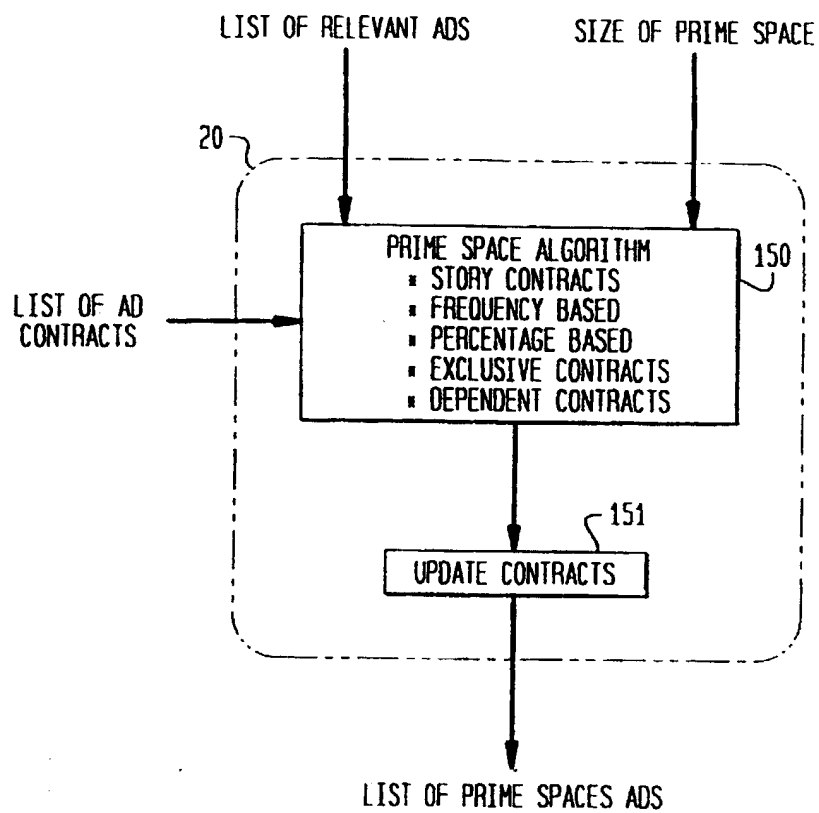 LIST OF RELEVANT ADS
SIZE OF PRIME SPACE
20
PRIME SPACE ALGORITHM
* STORY CONTRACTS
* FREQUENCY BASED
* PERCENTAGE BASED
* EXCLUSIVE CONTRACTS
* DEPENDENT CONTRACTS
150
LIST OF AD
CONTRACTS
151
UPDATE CONTRACTS
LIST OF PRIME SPACES ADS